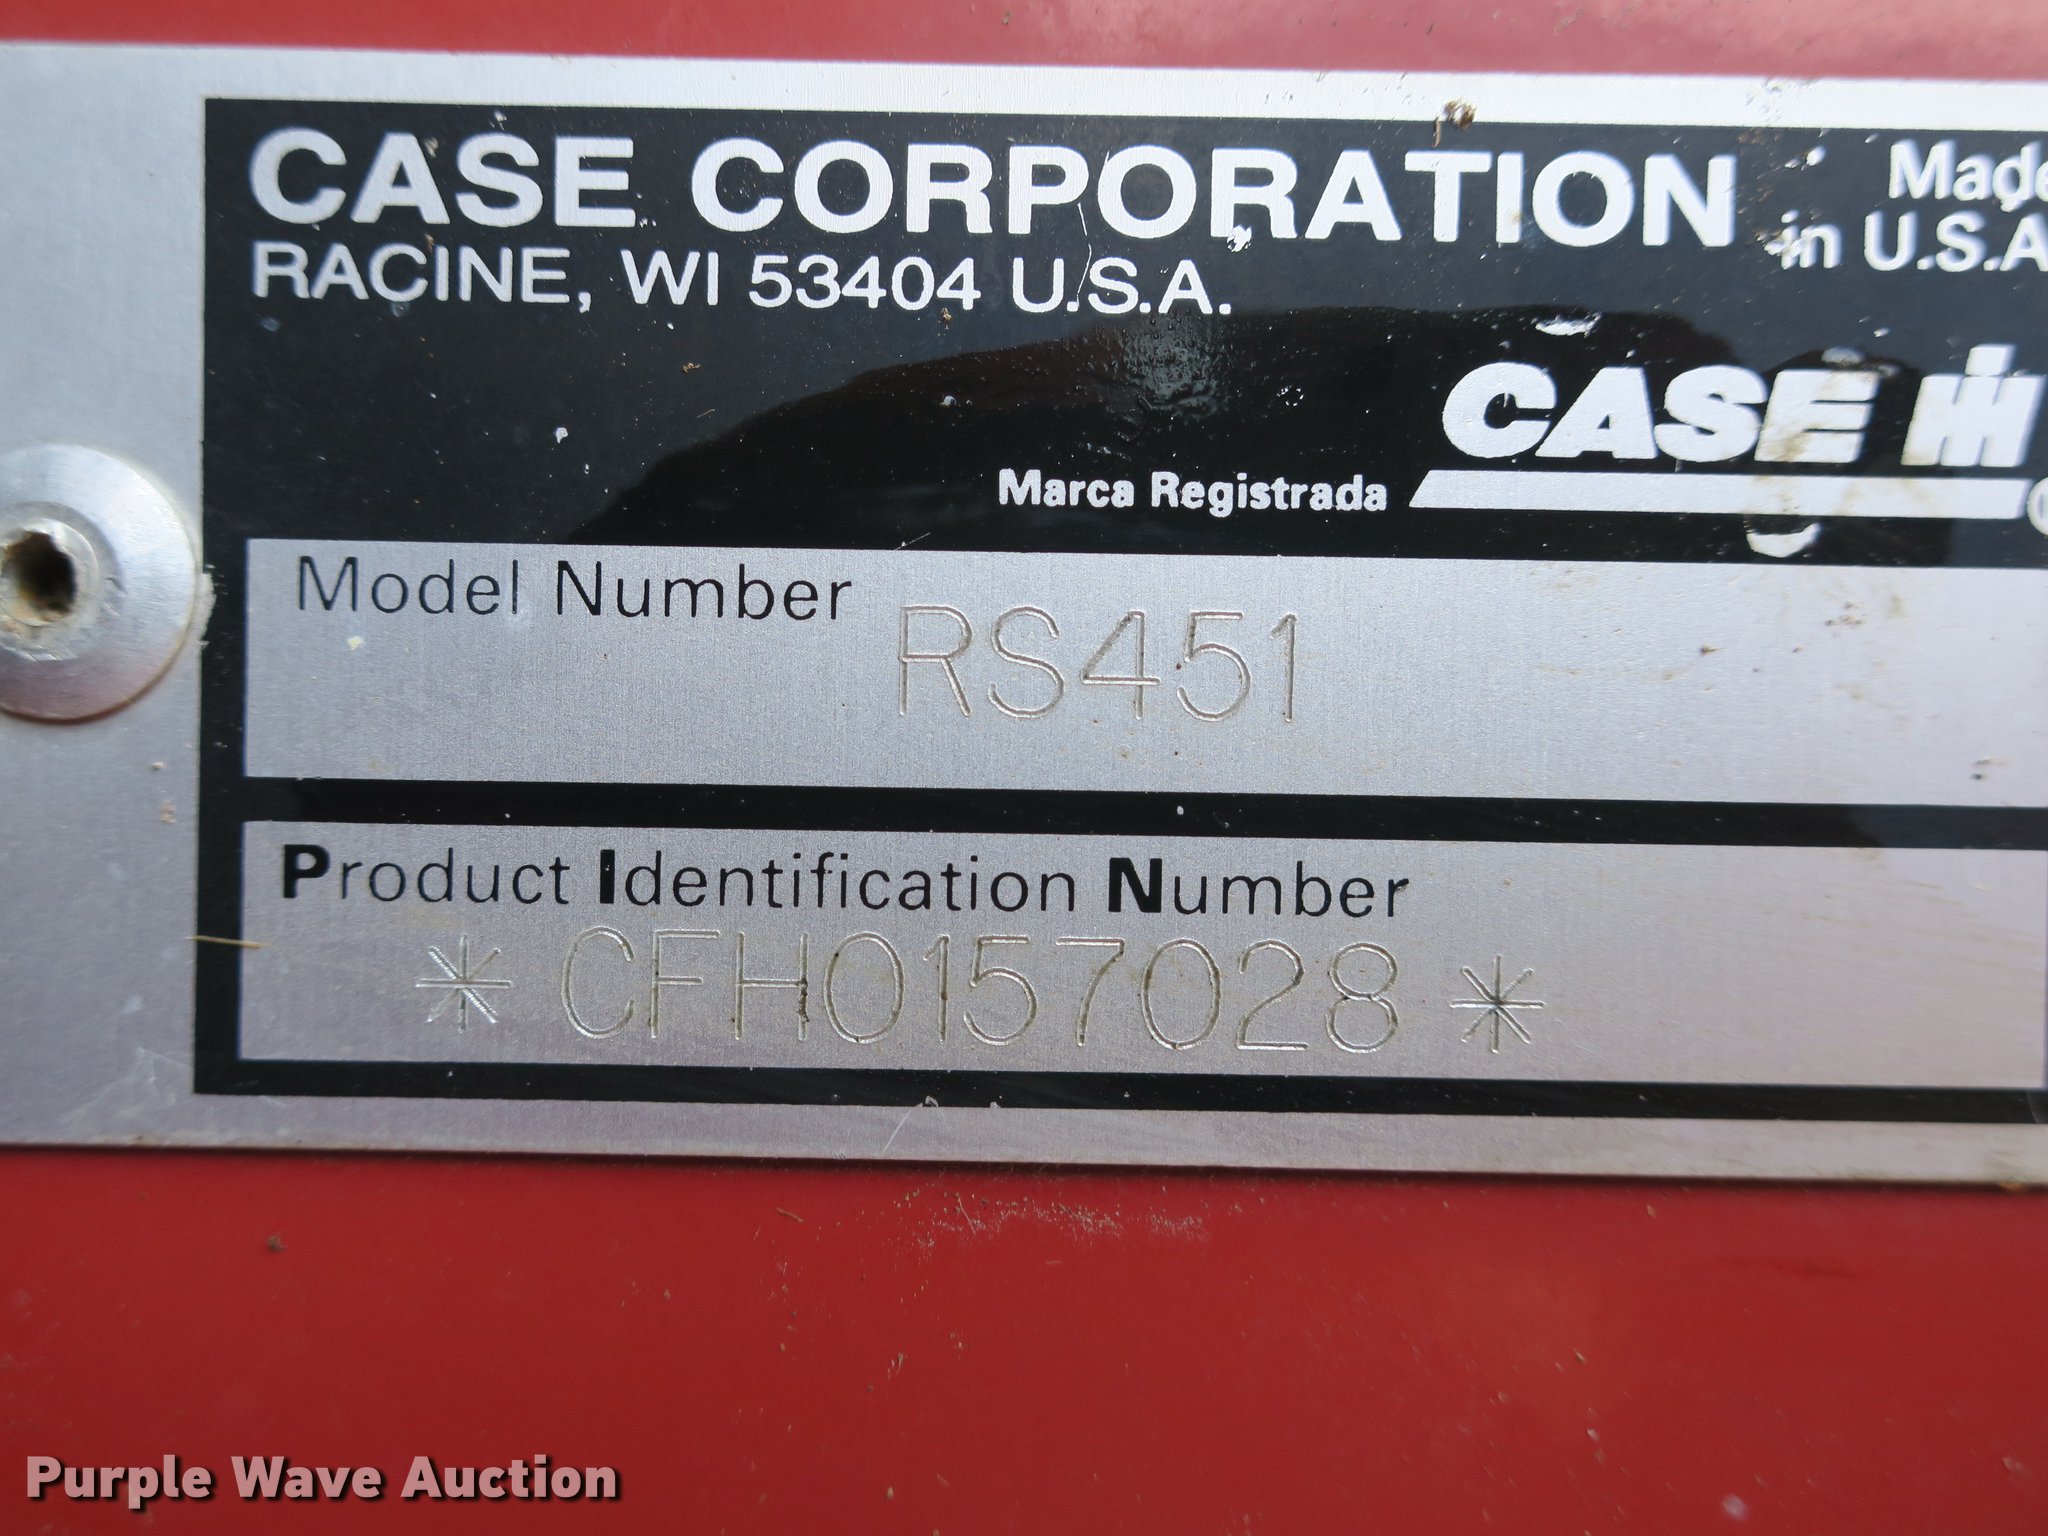 CASE CORPORATION
RACINE, WI 53404 U.S.A.
Made
in U.S.A
CASE IH
Marca Registrada
Model Number RS451
Product Identification Number
*CFH0157028*
Purple Wave Auction